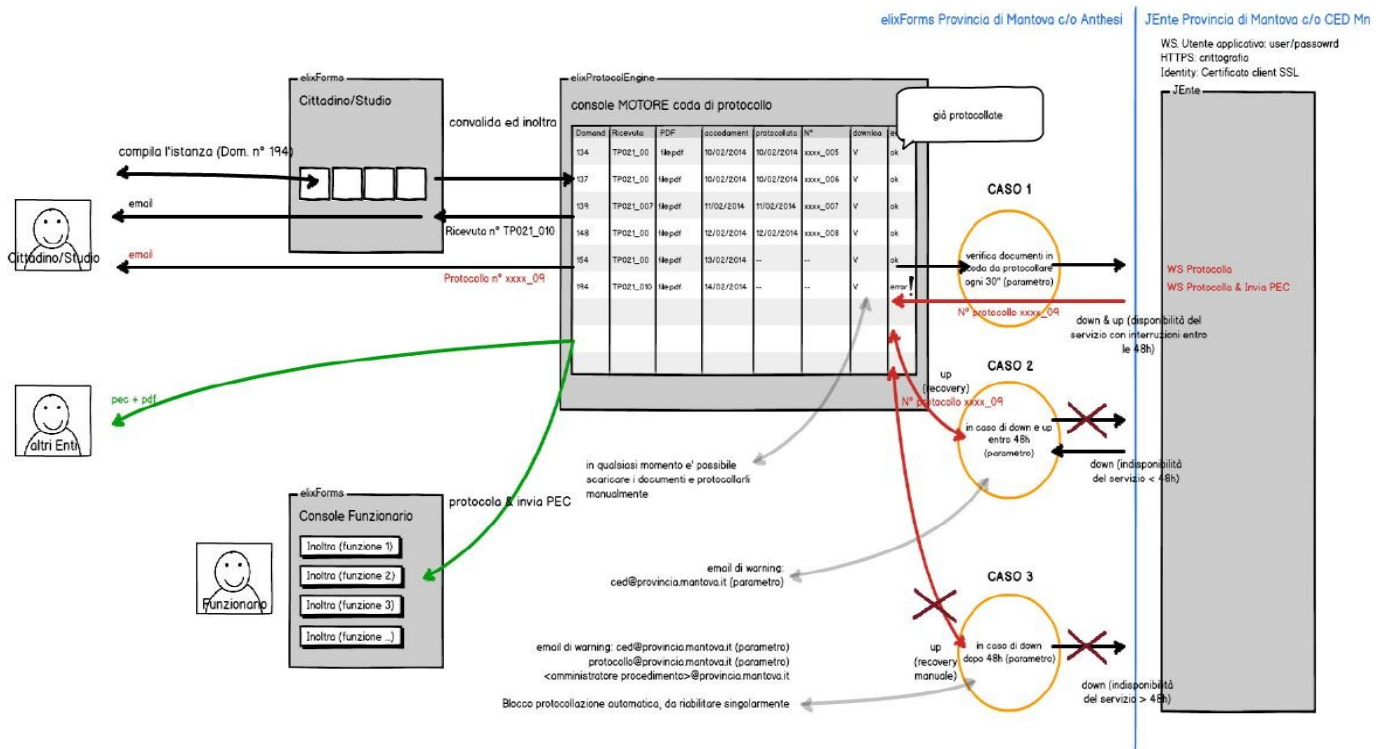 elixForms Provincia di Mantova c/o Anthesi
JEnte Provincia di Mantova c/o CED Mn
WS. Utente applicativo: user/passowrd
HTTPS: crittografia
Identity: Certificato client SSL
JEnte
elixForms
Cittadino/Studio
convalida ed inoltra
compila l'istanza (Dom. n° 194)
email
Ricevuta n° TP021_010
Cittadino/Studio
email
Protocollo n° xxxx_09
elixProtocolEngine
console MOTORE coda di protocollo
già protocollate
Domand Ricevuta PDF accodament protocollata N° downloa
134 TP021_00 filepdf 10/02/2014 10/02/2014 xxxx_005 V ok
137 TP021_00 filepdf 10/02/2014 10/02/2014 xxxx_006 V ok
139 TP021_007 filepdf 11/02/2014 11/02/2014 xxxx_007 V ok
148 TP021_00 filepdf 12/02/2014 12/02/2014 xxxx_008 V ok
154 TP021_00 filepdf 13/02/2014 -- -- V ok
194 TP021_010 filepdf 14/02/2014 -- -- V error !
CASO 1
verifica documenti in
coda da protocollare
ogni 30" (parametro)
WS Protocolla
WS Protocolla & Invia PEC
N° protocollo xxxx_09
down & up (disponibilità del
servizio con interruzioni entro
le 48h)
CASO 2
up
(recovery)
N° protocollo xxxx_09
in caso di down e up
entro 48h
(parametro)
down (indisponibilità
del servizio < 48h)
pec + pdf
altri Enti
in qualsiasi momento e' possibile
scaricare i documenti e protocollarli
manualmente
elixForms
Console Funzionario
protocolla & invia PEC
Inoltra (funzione 1)
Inoltra (funzione 2)
Inoltra (funzione 3)
Inoltra (funzione ...)
Funzionario
email di warning:
ced@provincia.mantova.it (parametro)
CASO 3
in caso di down
dopo 48h (parametro)
up
(recovery
manuale)
down (indisponibilità
del servizio > 48h)
email di warning: ced@provincia.mantova.it (parametro)
protocollo@provincia.mantova.it (parametro)
<amministratore procedimento>@provincia.mantova.it
Blocco protocollazione automatica, da riabilitare singolarmente